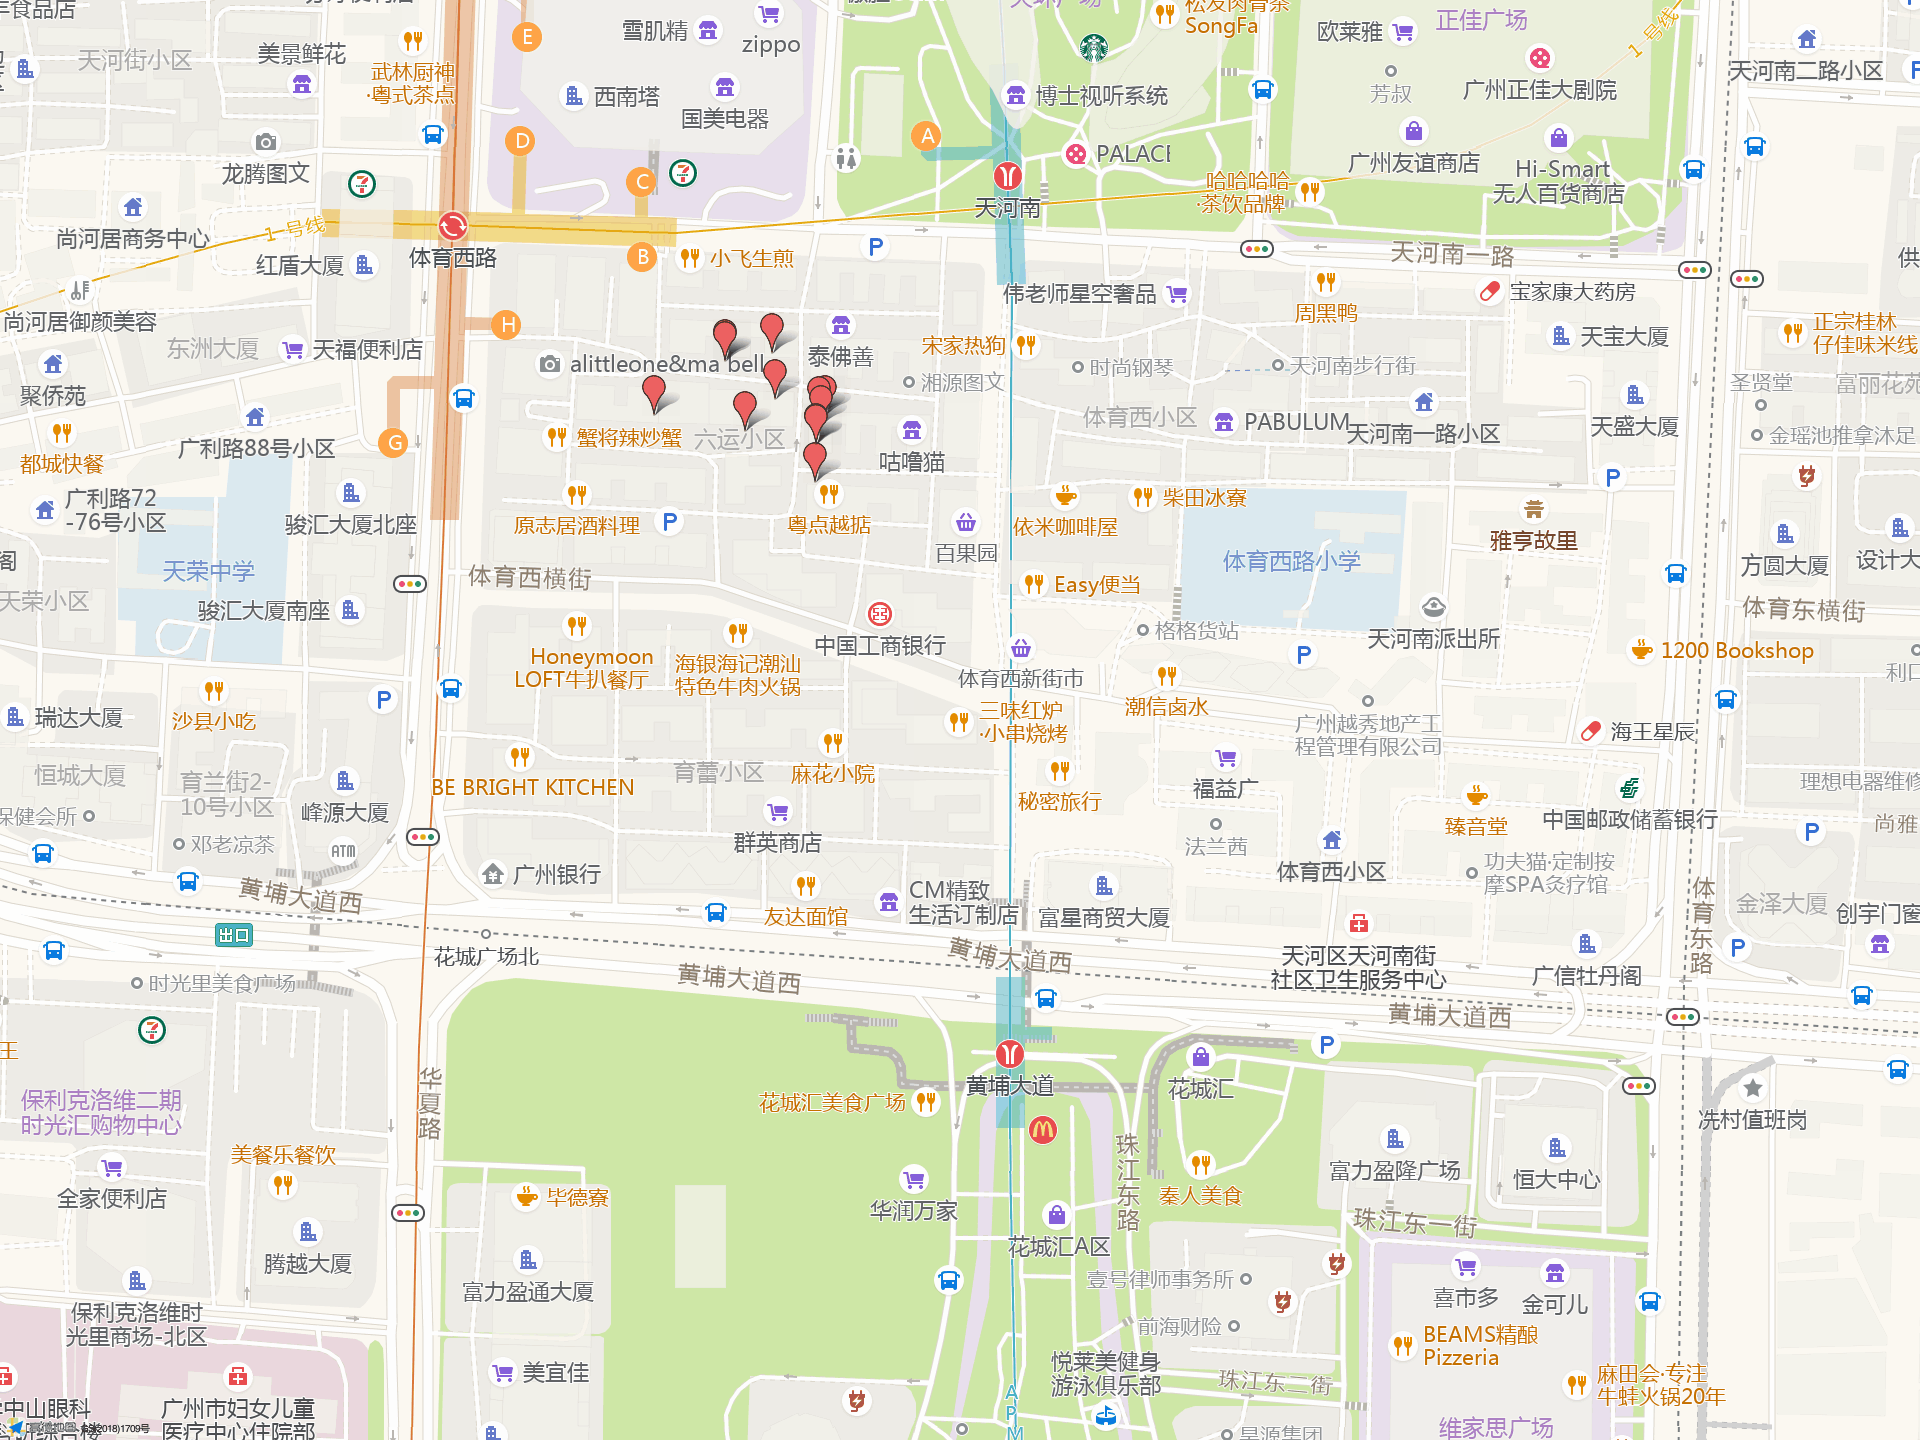 天河街小区
美景鲜花
武林厨神
·粤式茶点
E
雪肌精
zippo
西南塔
国美电器
D
龙腾图文
C
尚河居商务中心
1号线
红盾大厦
体育西路
B
小飞生煎
P
A
博士视听系统
PALACE
天河南
哈哈哈哈
·茶饮品牌
松发肉骨茶
SongFa
欧莱雅
正佳广场
1号线
芳叔
广州正佳大剧院
广州友谊商店
Hi-Smart
无人百货商店
天河南二路小区
天河南一路
尚河居御颜美容
东洲大厦
天福便利店
H
聚侨苑
都城快餐
广利路88号小区
G
广利路72
-76号小区
骏汇大厦北座
天荣中学
天荣小区
骏汇大厦南座
alittleone&ma bell
泰佛善
湘源图文
蟹将辣炒蟹
六运小区
咕噜猫
原志居酒料理
P
粤点越掂
百果园
体育西横街
伟老师星空奢品
宋家热狗
时尚钢琴
周黑鸭
宝家康大药房
天宝大厦
天河南步行街
体育西小区
PABULUM
天河南一路小区
天盛大厦
正宗桂林
仔佳味米线
圣贤堂
富丽花苑
金瑶池推拿沐足
依米咖啡屋
柴田冰寮
体育西路小学
雅亨故里
P
方圆大厦
设计大
Easy便当
格格货站
天河南派出所
体育东横街
1200 Bookshop
P
Honeymoon
LOFT牛扒餐厅
海银海记潮汕
特色牛肉火锅
中国工商银行
体育西新街市
三味红炉
·小串烧烤
潮信卤水
广州越秀地产工
程管理有限公司
海王星辰
瑞达大厦
沙县小吃
P
恒城大厦
育兰街2-
10号小区
峰源大厦
保健会所
邓老凉茶
ATM
BE BRIGHT KITCHEN
育蕾小区
麻花小院
群英商店
秘密旅行
福益广
法兰茜
臻音堂
中国邮政储蓄银行
理想电器维修
P
尚雅
体育西小区
功夫猫·定制按
摩SPA灸疗馆
广州银行
友达面馆
CM精致
生活订制店
富星商贸大厦
体育东路
金泽大厦
创宇门窗
P
黄埔大道西
出口
花城广场北
黄埔大道西
黄埔大道西
天河区天河南街
社区卫生服务中心
广信牡丹阁
时光里美食广场
黄埔大道西
P
华夏路
保利克洛维二期
时光汇购物中心
美餐乐餐饮
全家便利店
腾越大厦
保利克洛维时
光里商场-北区
花城汇美食广场
黄埔大道
花城汇
珠江东路
秦人美食
华润万家
花城汇A区
冼村值班岗
富力盈隆广场
恒大中心
珠江东一街
毕德寮
富力盈通大厦
美宜佳
壹号律师事务所
前海财险
喜市多
金可儿
BEAMS精酿
Pizzeria
麻田会·专注
牛蛙火锅20年
悦莱美健身
游泳俱乐部
珠江东二街
维家思广场
APM
广州市妇女儿童
医疗中心住院部
中山眼科